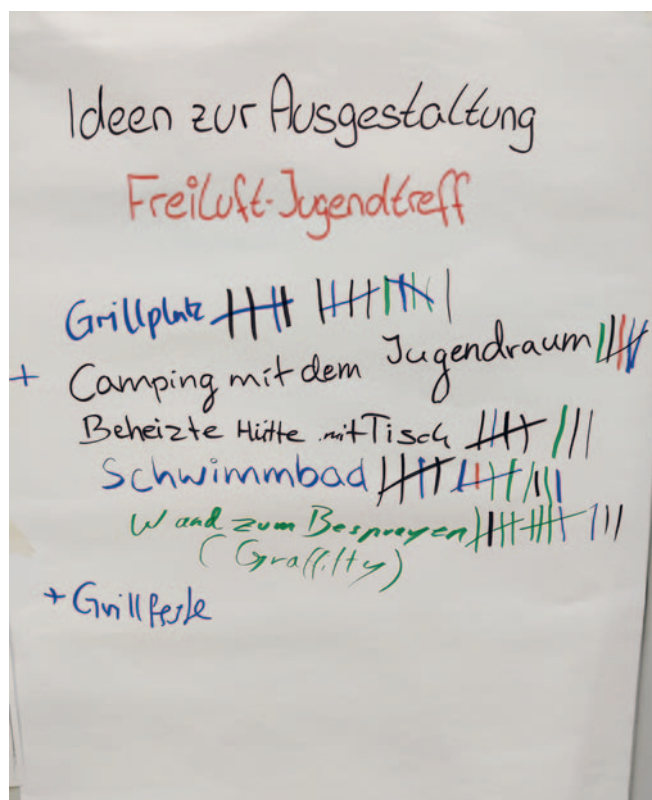 Ideen zur Ausgestaltung
Freiluft-Jugendtreff
Grillplatz
+ Camping mit dem Jugendraum
Beheizte Hütte mit Tisch
Schwimmbad
Wand zum Besprayen
(Graffilty)
+ Grillfeste